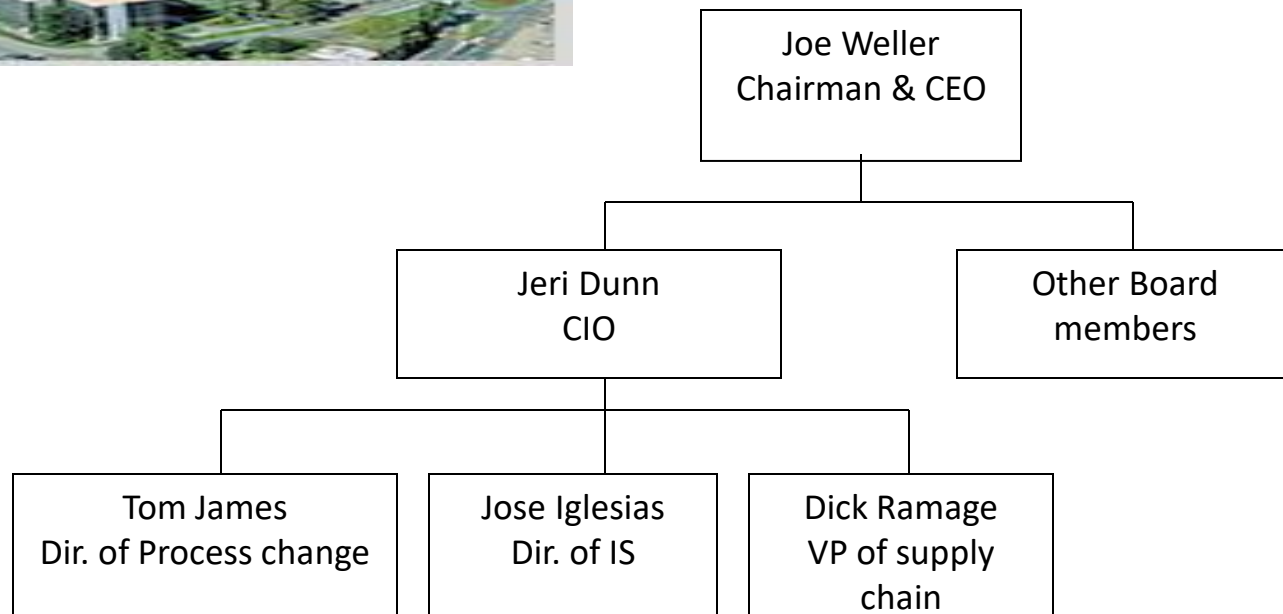 Joe Weller
Chairman & CEO
Jeri Dunn
CIO
Other Board
members
Tom James
Dir. of Process change
Jose Iglesias
Dir. of IS
Dick Ramage
VP of supply
chain